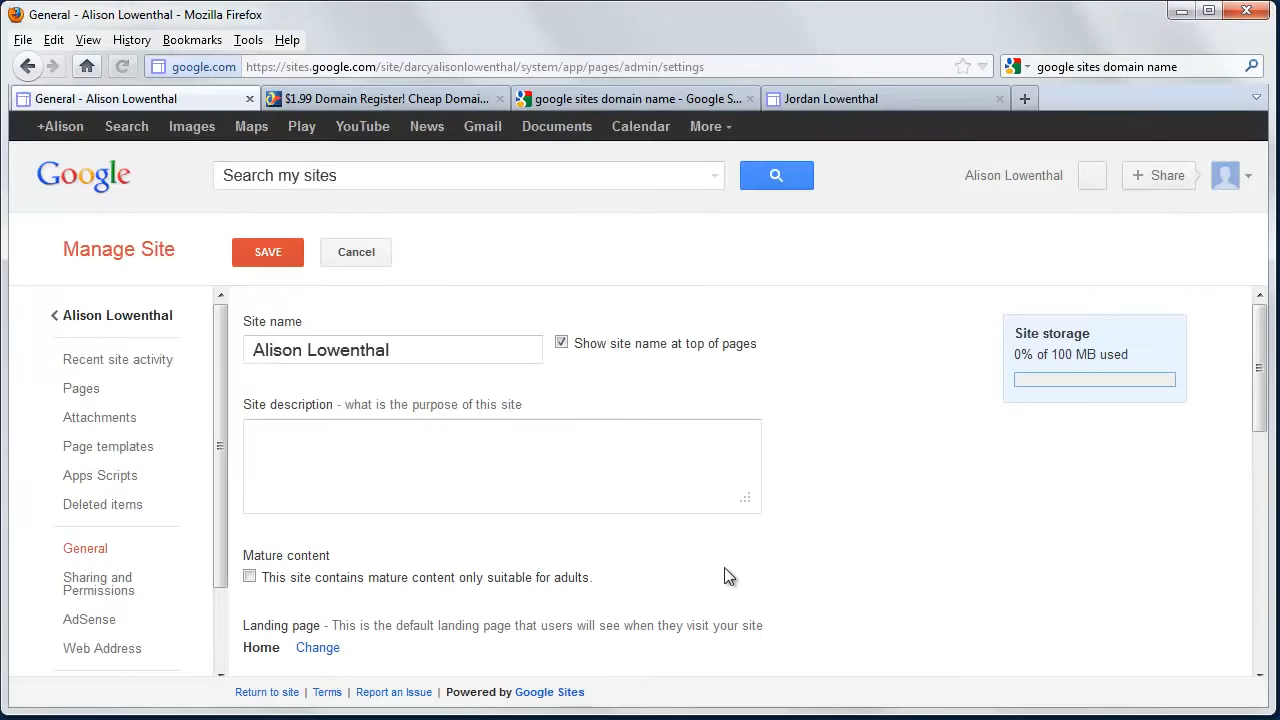 General - Alison Lowenthal - Mozilla Firefox
File Edit View History Bookmarks Tools Help
google.com https://sites.google.com/site/darcyalisonlowenthal/system/app/pages/admin/settings google sites domain name
General - Alison Lowenthal $1.99 Domain Register! Cheap Domai... google sites domain name - Google S... Jordan Lowenthal
+Alison Search Images Maps Play YouTube News Gmail Documents Calendar More
Google Search my sites Alison Lowenthal + Share
Manage Site SAVE Cancel
Alison Lowenthal
Recent site activity
Pages
Attachments
Page templates
Apps Scripts
Deleted items
General
Sharing and
Permissions
AdSense
Web Address
Site name
Alison Lowenthal Show site name at top of pages
Site description - what is the purpose of this site
Mature content
This site contains mature content only suitable for adults.
Landing page - This is the default landing page that users will see when they visit your site
Home Change
Site storage
0% of 100 MB used
Return to site | Terms | Report an Issue | Powered by Google Sites